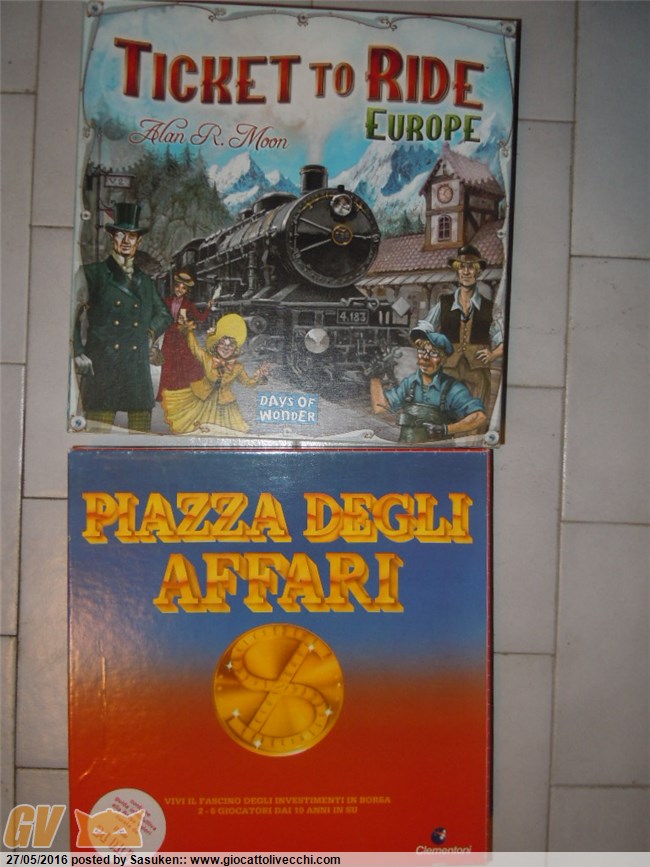 TICKET TO RIDE
EUROPE
Alan R. Moon
4.183
DAYS OF
WONDER
PIAZZA DEGLI
AFFARI
VIVI IL FASCINO DEGLI INVESTIMENTI IN BORSA
2 - 6 GIOCATORI DAI 10 ANNI IN SU
Clementoni
GV
27/05/2016 posted by Sasuken:: www.giocattolivecchi.com